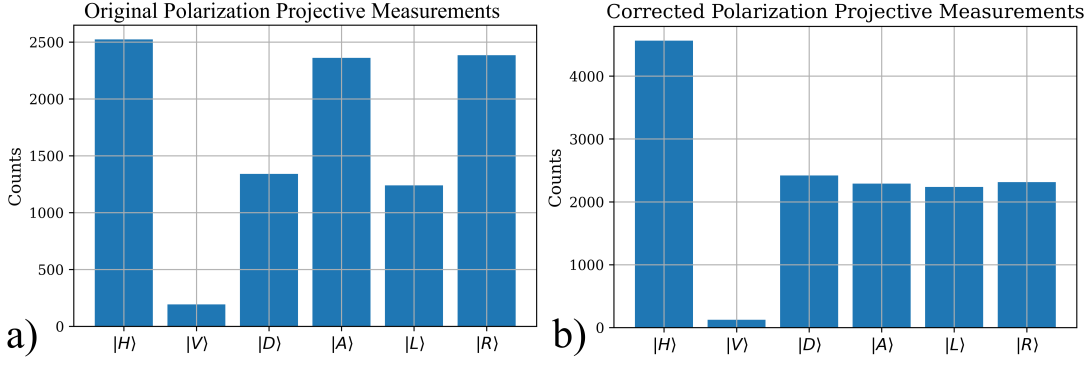 Original Polarization Projective Measurements
Counts
2500
2000
1500
1000
500
0
|H⟩ |V⟩ |D⟩ |A⟩ |L⟩ |R⟩
a)
Corrected Polarization Projective Measurements
Counts
4000
3000
2000
1000
0
|H⟩ |V⟩ |D⟩ |A⟩ |L⟩ |R⟩
b)